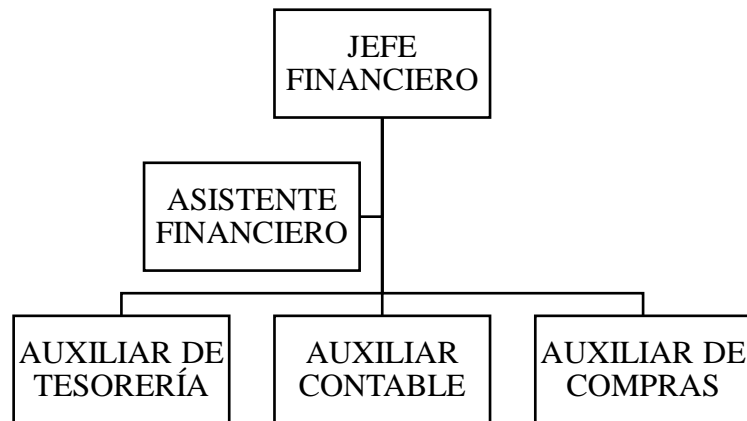 JEFE
FINANCIERO
ASISTENTE
FINANCIERO
AUXILIAR DE
TESORERÍA
AUXILIAR
CONTABLE
AUXILIAR DE
COMPRAS